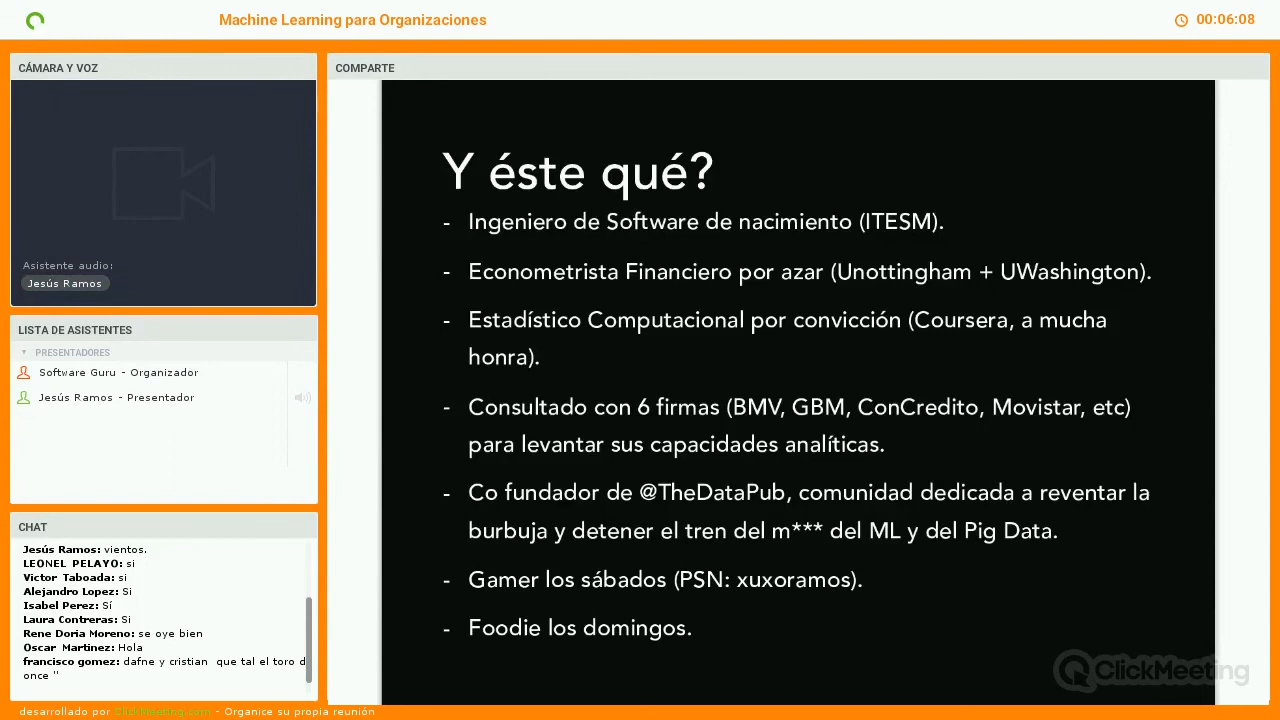 Machine Learning para Organizaciones
00:06:08
CÁMARA Y VOZ
Asistente audio:
Jesús Ramos
LISTA DE ASISTENTES
PRESENTADORES
Software Guru - Organizador
Jesús Ramos - Presentador
CHAT
Jesús Ramos: vientos.
LEONEL PELAYO: si
Victor Taboada: si
Alejandro Lopez: Si
Isabel Perez: Sí
Laura Contreras: Si
Rene Doria Moreno: se oye bien
Oscar Martinez: Hola
francisco gomez: dafne y cristian que tal el toro d
once "
COMPARTE
Y éste qué?
- Ingeniero de Software de nacimiento (ITESM).
- Econometrista Financiero por azar (Unottingham + UWashington).
- Estadístico Computacional por convicción (Coursera, a mucha
honra).
- Consultado con 6 firmas (BMV, GBM, ConCredito, Movistar, etc)
para levantar sus capacidades analíticas.
- Co fundador de @TheDataPub, comunidad dedicada a reventar la
burbuja y detener el tren del m*** del ML y del Pig Data.
- Gamer los sábados (PSN: xuxoramos).
- Foodie los domingos.
ClickMeeting
desarrollado por ClickMeeting.com - Organice su propia reunión